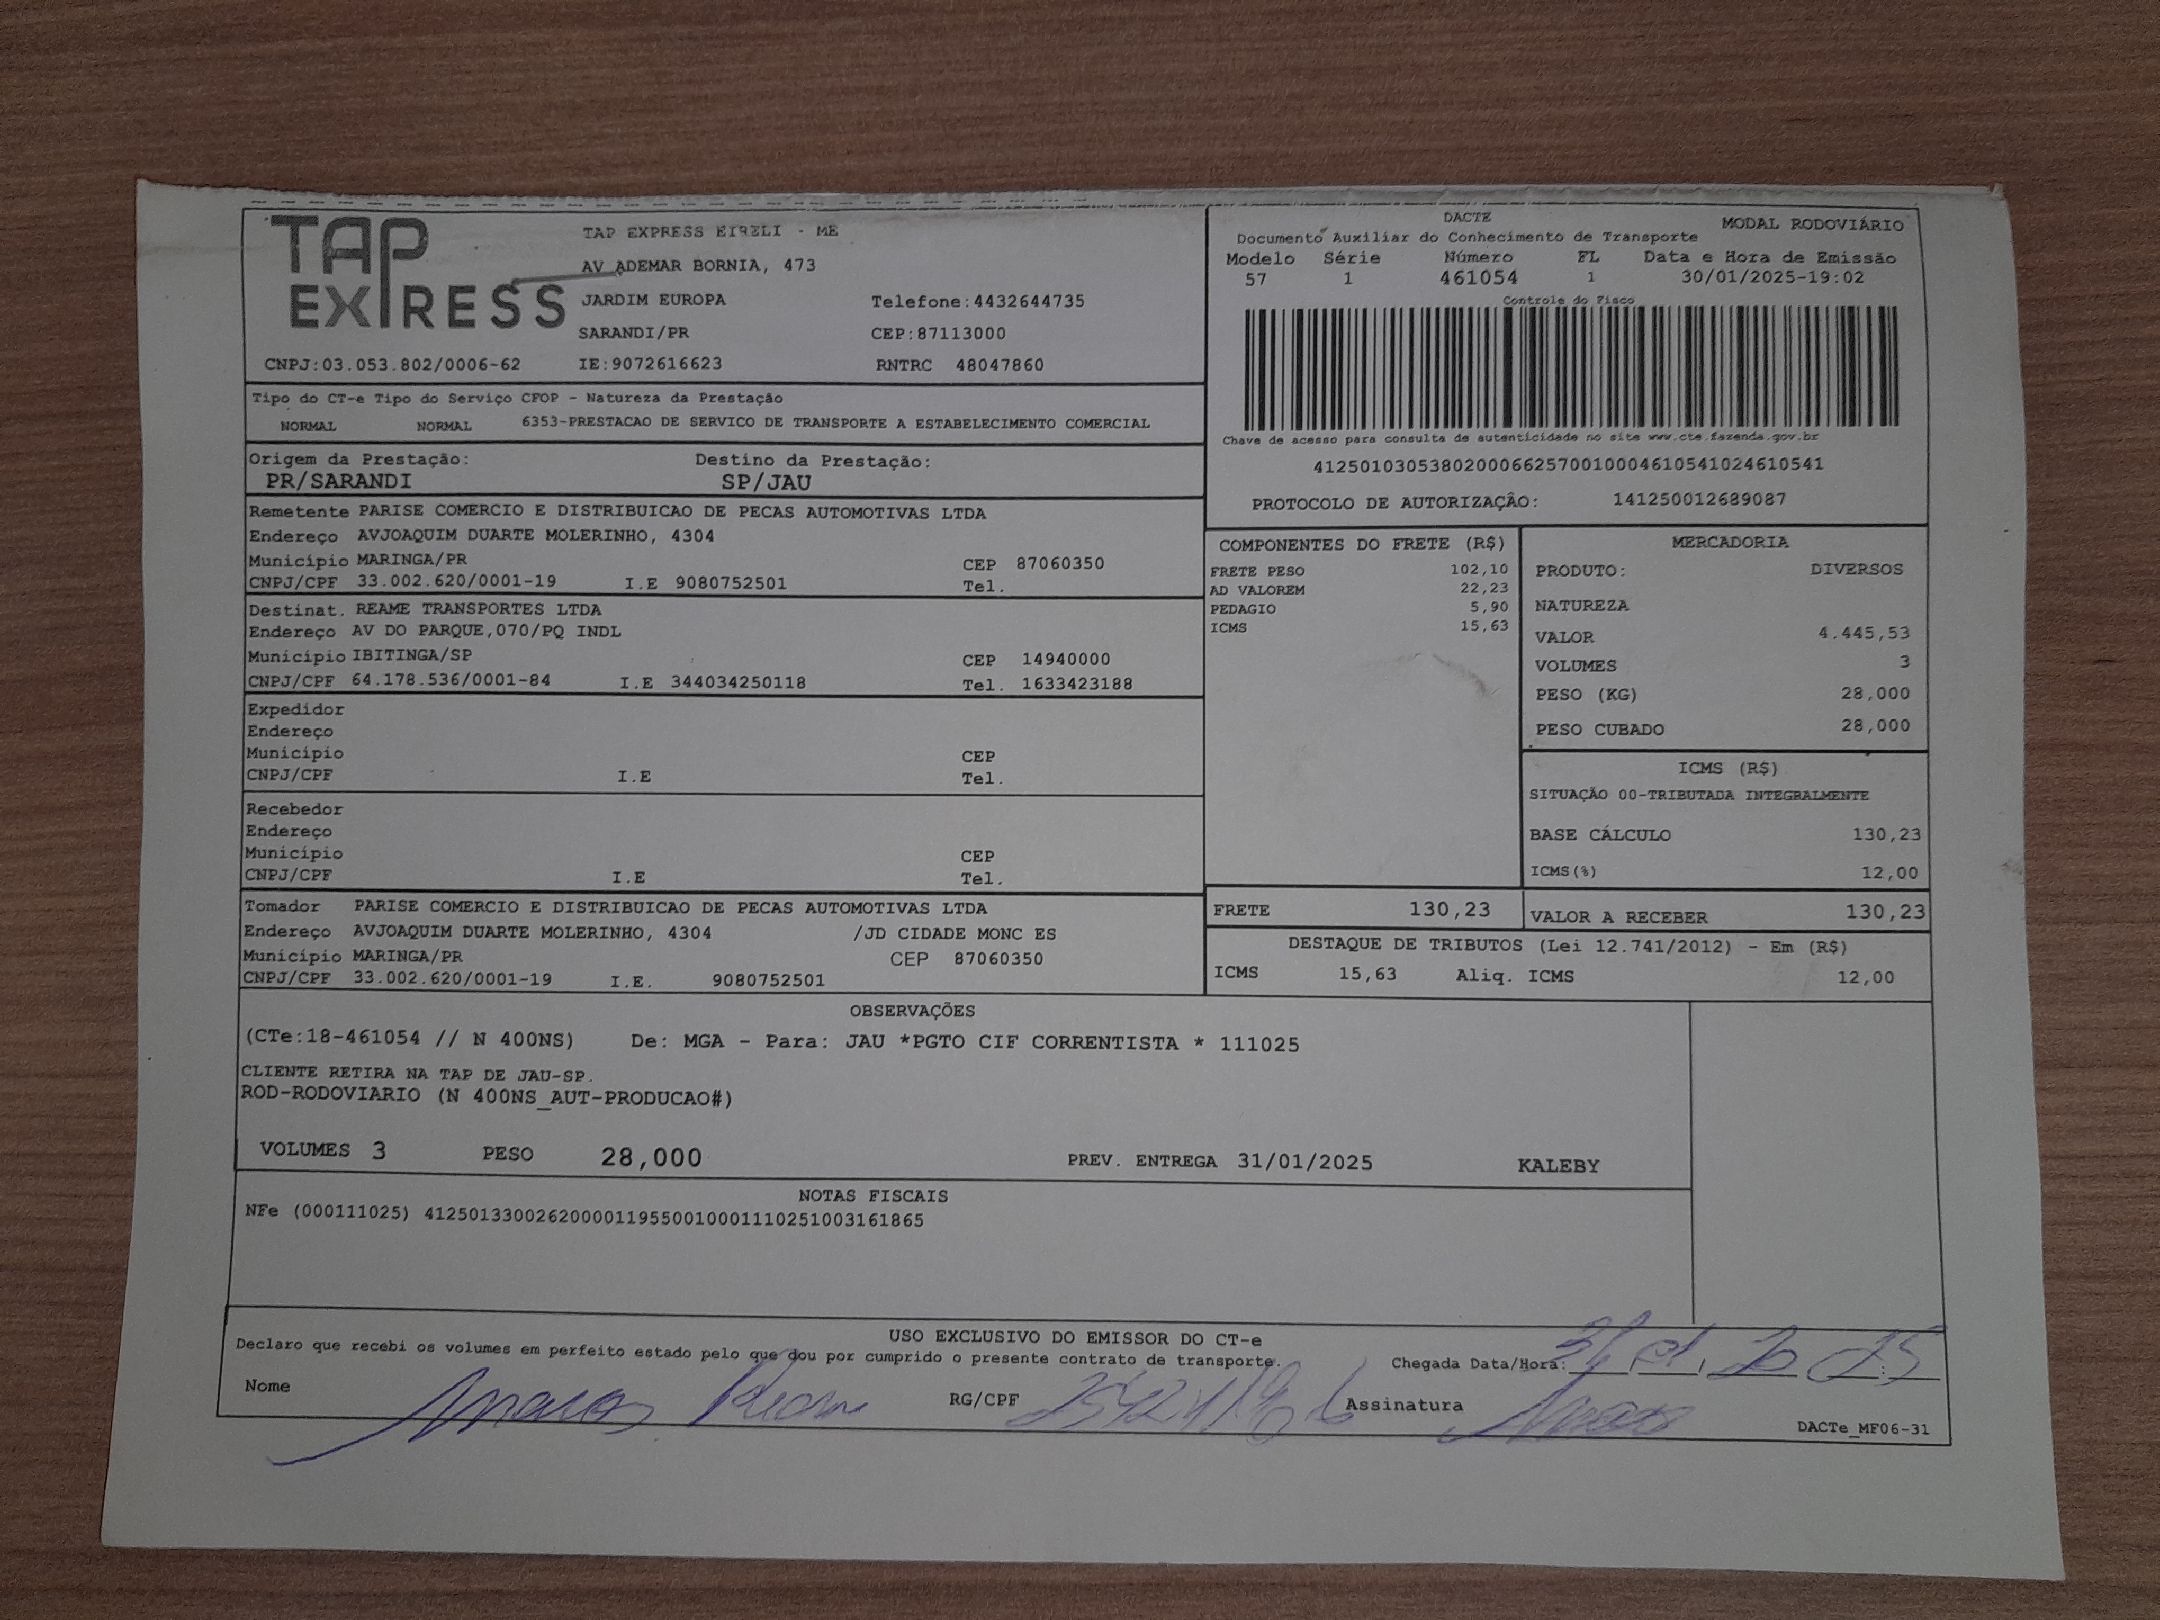 TAP EXPRESS
TAP EXPRESS EIRELI - ME
AV ADEMAR BORNIA, 473
JARDIM EUROPA Telefone:4432644735
SARANDI/PR CEP:87113000
CNPJ:03.053.802/0006-62 IE:9072616623 RNTRC 48047860
DACTE MODAL RODOVIÁRIO
Documento Auxiliar do Conhecimento de Transporte
Modelo Série Número FL Data e Hora de Emissão
57 1 461054 1 30/01/2025-19:02
Controle do Fisco
Chave de acesso para consulta de autenticidade no site www.cte.fazenda.gov.br
41250103053802000662570010004610541024610541
PROTOCOLO DE AUTORIZAÇÃO: 141250012689087
Tipo do CT-e Tipo do Serviço CFOP - Natureza da Prestação
NORMAL NORMAL 6353-PRESTACAO DE SERVICO DE TRANSPORTE A ESTABELECIMENTO COMERCIAL
Origem da Prestação: Destino da Prestação:
PR/SARANDI SP/JAU
Remetente PARISE COMERCIO E DISTRIBUICAO DE PECAS AUTOMOTIVAS LTDA
Endereço AVJOAQUIM DUARTE MOLERINHO, 4304
Município MARINGA/PR CEP 87060350
CNPJ/CPF 33.002.620/0001-19 I.E 9080752501 Tel.
Destinat. REAME TRANSPORTES LTDA
Endereço AV DO PARQUE,070/PQ INDL
Município IBITINGA/SP CEP 14940000
CNPJ/CPF 64.178.536/0001-84 I.E 344034250118 Tel. 1633423188
Expedidor
Endereço
Município CEP
CNPJ/CPF I.E Tel.
Recebedor
Endereço
Município CEP
CNPJ/CPF I.E Tel.
Tomador PARISE COMERCIO E DISTRIBUICAO DE PECAS AUTOMOTIVAS LTDA
Endereço AVJOAQUIM DUARTE MOLERINHO, 4304 /JD CIDADE MONC ES
Município MARINGA/PR CEP 87060350
CNPJ/CPF 33.002.620/0001-19 I.E. 9080752501
COMPONENTES DO FRETE (R$)
FRETE PESO 102,10
AD VALOREM 22,23
PEDAGIO 5,90
ICMS 15,63
MERCADORIA
PRODUTO: DIVERSOS
NATUREZA
VALOR 4.445,53
VOLUMES 3
PESO (KG) 28,000
PESO CUBADO 28,000
ICMS (R$)
SITUAÇÃO 00-TRIBUTADA INTEGRALMENTE
BASE CÁLCULO 130,23
ICMS(%) 12,00
FRETE 130,23 VALOR A RECEBER 130,23
DESTAQUE DE TRIBUTOS (Lei 12.741/2012) - Em (R$)
ICMS 15,63 Aliq. ICMS 12,00
OBSERVAÇÕES
(CTe:18-461054 // N 400NS) De: MGA - Para: JAU *PGTO CIF CORRENTISTA * 111025
CLIENTE RETIRA NA TAP DE JAU-SP.
ROD-RODOVIARIO (N 400NS_AUT-PRODUCAO#)
VOLUMES 3 PESO 28,000 PREV. ENTREGA 31/01/2025 KALEBY
NOTAS FISCAIS
NFe (000111025) 41250133002620000119550010001110251003161865
USO EXCLUSIVO DO EMISSOR DO CT-e
Declaro que recebi os volumes em perfeito estado pelo que dou por cumprido o presente contrato de transporte. Chegada Data/Hora:
Nome RG/CPF Assinatura
DACTe_MF06-31